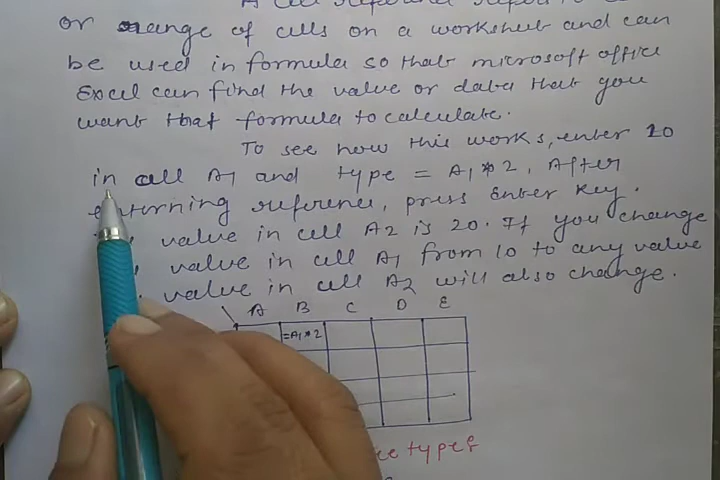 A cell
or range of cells on a worksheet and can
be used in formula so that microsoft office
Excel can find the value or data that you
want that formula to calculate.
To see how this works, enter 10
in cell A1 and type = A1 * 2, After
reference, press Enter Key.
value in cell A2 is 20. If you change
value in cell A1 from 10 to any value
value in cell A2 will also change.
A B C D E
=A1*2
types